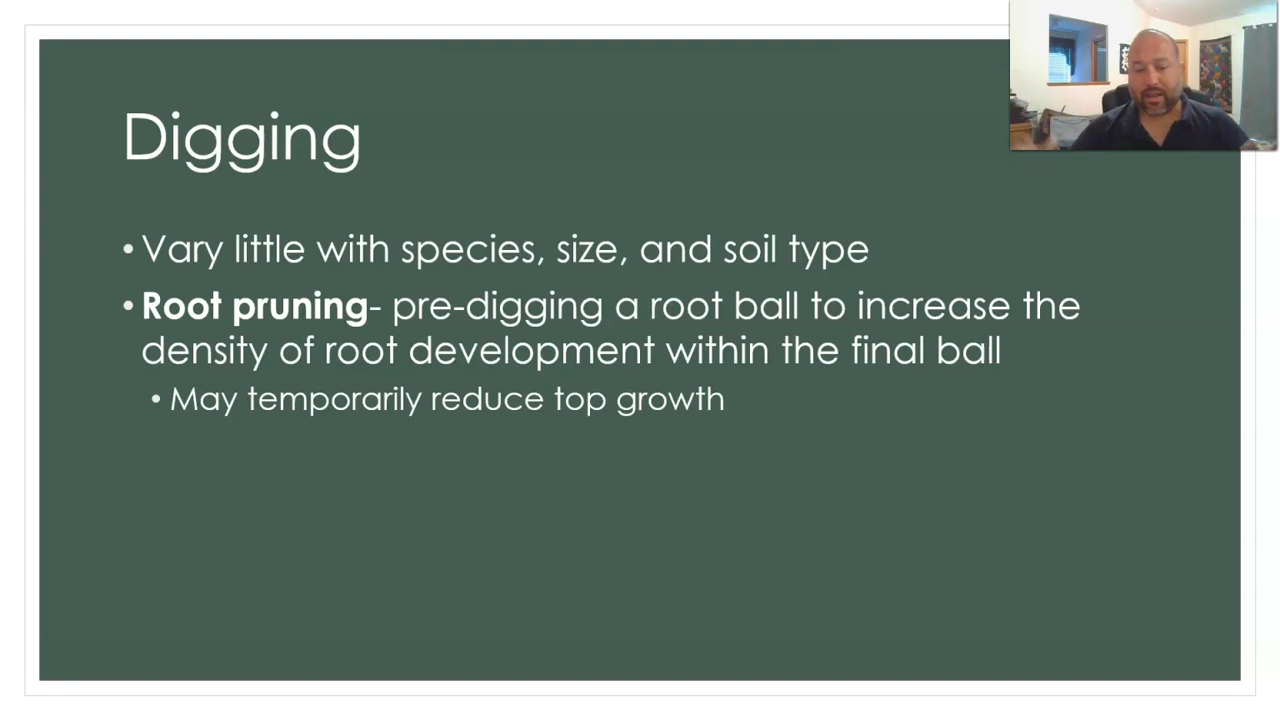 Digging
• Vary little with species, size, and soil type
• Root pruning- pre-digging a root ball to increase the
density of root development within the final ball
• May temporarily reduce top growth